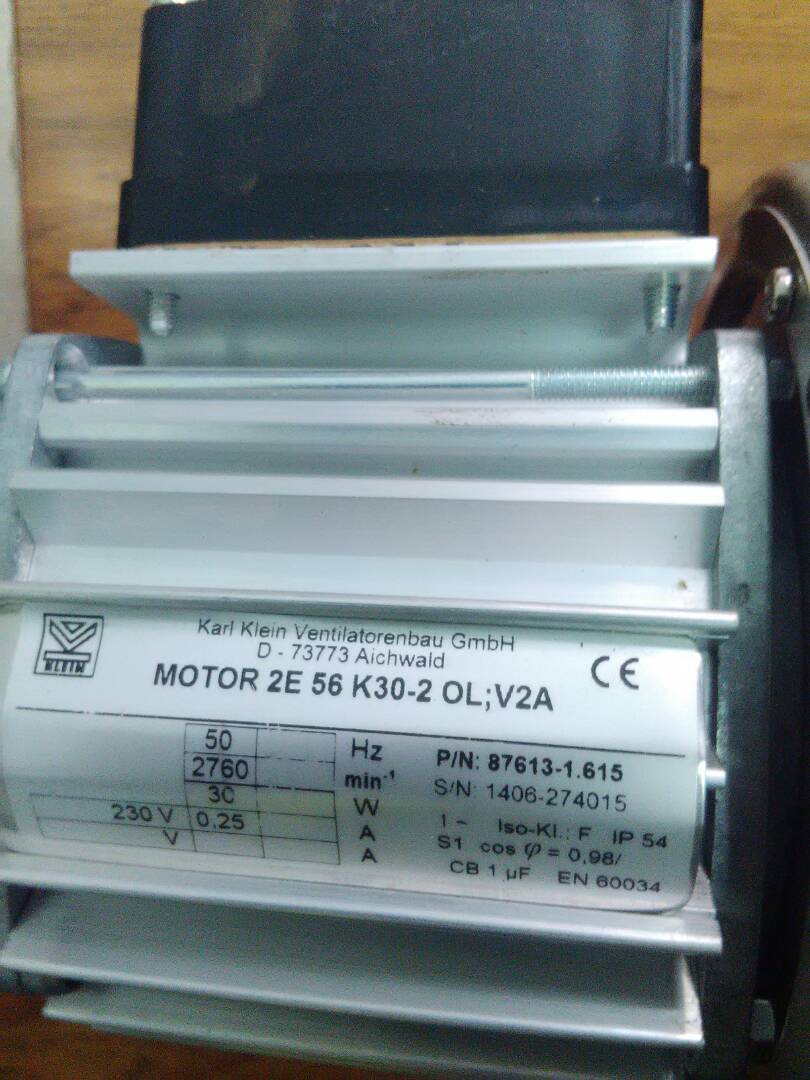 KLEIN
Karl Klein Ventilatorenbau GmbH
D - 73773 Aichwald
CE
MOTOR 2E 56 K30-2 OL;V2A
50 Hz
2760 min-1
30 W
230 V 0,25 A
V A
P/N: 87613-1.615
S/N: 1406-274015
1 ~ Iso-Kl.: F IP 54
S1 cos φ = 0,98/
CB 1 µF EN 60034